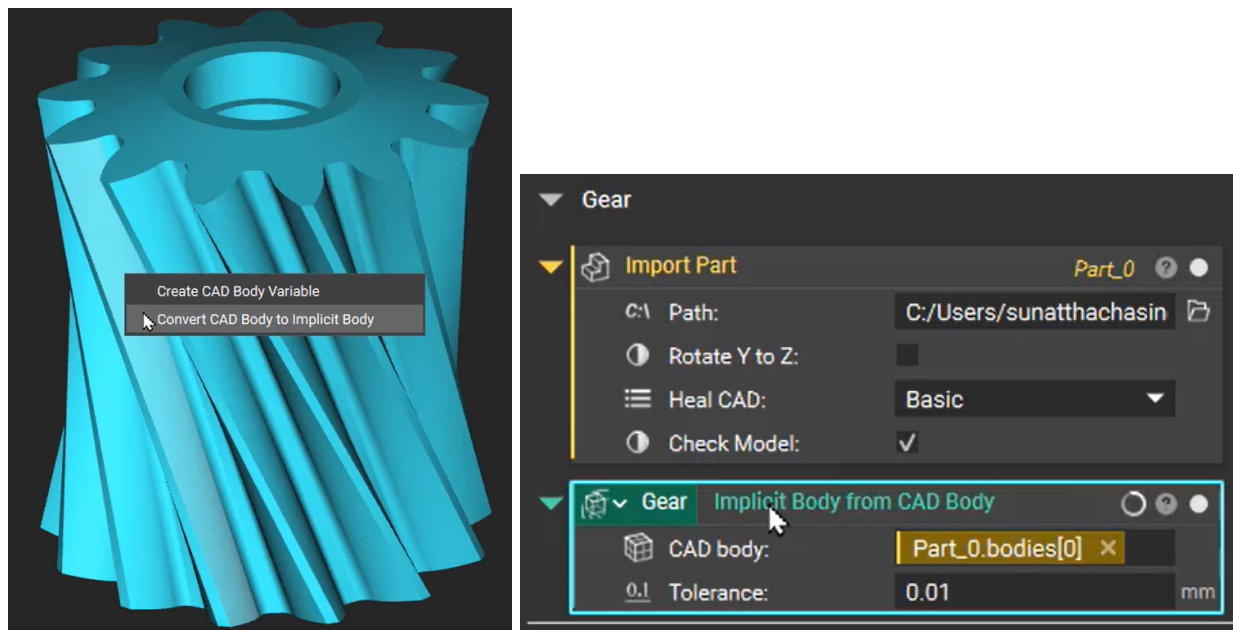 Create CAD Body Variable
Convert CAD Body to Implicit Body
Gear
Import Part Part_0 ?
C:\ Path: C:/Users/sunatthachasin
Rotate Y to Z:
Heal CAD: Basic
Check Model:
Gear Implicit Body from CAD Body ?
CAD body: Part_0.bodies[0] ×
0.1 Tolerance: 0.01 mm